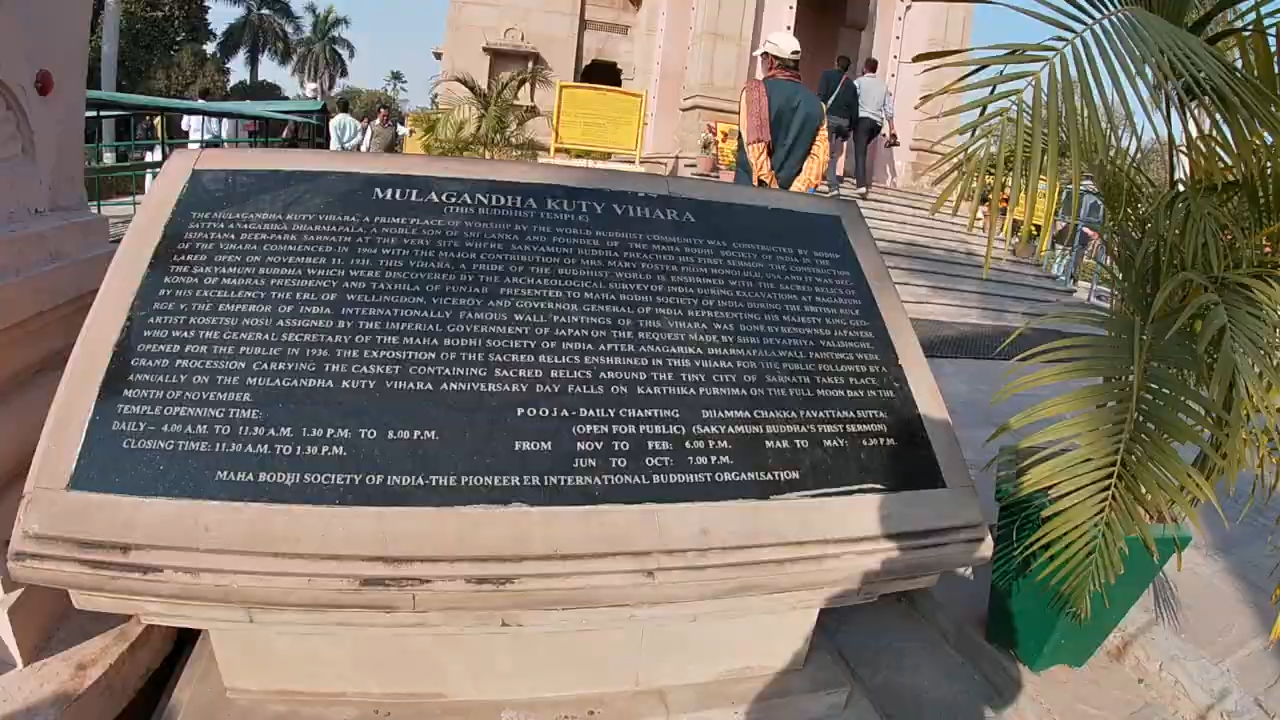 MULAGANDHA KUTY VIHARA
(THIS BUDDHIST TEMPLE)
THE MULAGANDHA KUTY VIHARA, A PRIME PLACE OF WORSHIP BY THE WORLD BUDDHIST COMMUNITY WAS CONSTRUCTED BY BODHI-
SATTVA ANAGARIKA DHARMAPALA, A NOBLE SON OF SRI LANKA AND FOUNDER OF THE MAHA BODHI SOCIETY OF INDIA IN THE
ISIPATANA DEER-PARK SARNATH AT THE VERY SITE WHERE SAKYAMUNI BUDDHA PREACHED HIS FIRST SERMON. THE CONSTRUCTION
OF THE VIHARA COMMENCED IN 1904 WITH THE MAJOR CONTRIBUTION OF MRS. MARY FOSTER FROM HONOLULU, USA AND IT WAS DEC-
LARED OPEN ON NOVEMBER 11, 1931. THIS VIHARA, A PRIDE OF THE BUDDHIST WORLD IS ENSHRINED WITH THE SACRED RELICS OF
THE SAKYAMUNI BUDDHA WHICH WERE DISCOVERED BY THE ARCHAEOLOGICAL SURVEY OF INDIA DURING EXCAVATIONS AT NAGARJUNI
KONDA OF MADRAS PRESIDENCY AND TAXHILA OF PUNJAB PRESENTED TO MAHA BODHI SOCIETY OF INDIA DURING THE BRITISH RULE
BY HIS EXCELLENCY THE ERL OF WELLINGDON, VICEROY AND GOVERNOR GENERAL OF INDIA REPRESENTING HIS MAJESTY KING GEO-
RGE V, THE EMPEROR OF INDIA. INTERNATIONALLY FAMOUS WALL PAINTINGS OF THIS VIHARA WAS DONE BY RENOWNED JAPANESE
ARTIST KOSETSU NOSU ASSIGNED BY THE IMPERIAL GOVERNMENT OF JAPAN ON THE REQUEST MADE BY SHRI DEVAPRIYA VALISINGHE,
WHO WAS THE GENERAL SECRETARY OF THE MAHA BODHI SOCIETY OF INDIA AFTER ANAGARIKA DHARMAPALA. WALL PAINTINGS WERE
OPENED FOR THE PUBLIC IN 1936. THE EXPOSITION OF THE SACRED RELICS ENSHRINED IN THIS VIHARA FOR THE PUBLIC FOLLOWED BY A
GRAND PROCESSION CARRYING THE CASKET CONTAINING SACRED RELICS AROUND THE TINY CITY OF SARNATH TAKES PLACE
ANNUALLY ON THE MULAGANDHA KUTY VIHARA ANNIVERSARY DAY FALLS ON KARTHIKA PURNIMA ON THE FULL MOON DAY IN THE
MONTH OF NOVEMBER.
TEMPLE OPENNING TIME:
DAILY - 4.00 A.M. TO 11.30 A.M. 1.30 P.M. TO 8.00 P.M.
CLOSING TIME: 11.30 A.M. TO 1.30 P.M.
POOJA - DAILY CHANTING DHAMMA CHAKKA PAVATTANA SUTTA:
(OPEN FOR PUBLIC) (SAKYAMUNI BUDDHA'S FIRST SERMON)
FROM NOV TO FEB: 6.00 P.M. MAR TO MAY: 6.30 P.M.
JUN TO OCT: 7.00 P.M.
MAHA BODHI SOCIETY OF INDIA-THE PIONEER ER INTERNATIONAL BUDDHIST ORGANISATION